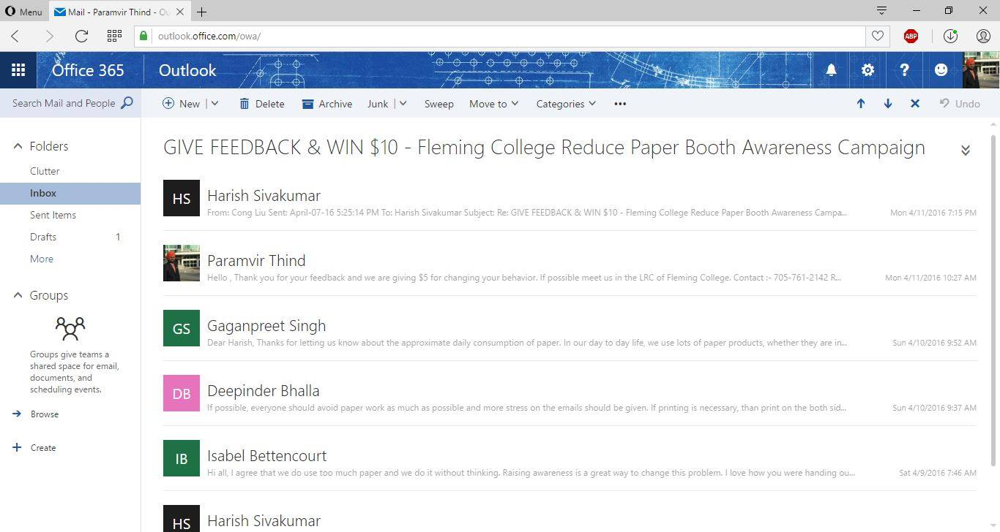 Menu
Mail - Paramvir Thind - Ou
outlook.office.com/owa/
ABP
Office 365
Outlook
?
Search Mail and People
New
Delete
Archive
Junk
Sweep
Move to
Categories
Undo
Folders
Clutter
Inbox
Sent Items
Drafts 1
More
Groups
Groups give teams a
shared space for email,
documents, and
scheduling events.
Browse
Create
GIVE FEEDBACK & WIN $10 - Fleming College Reduce Paper Booth Awareness Campaign
HS
Harish Sivakumar
From: Cong Liu Sent: April-07-16 5:25:14 PM To: Harish Sivakumar Subject: Re: GIVE FEEDBACK & WIN $10 - Fleming College Reduce Paper Booth Awareness Campa...
Mon 4/11/2016 7:15 PM
Paramvir Thind
Hello , Thank you for your feedback and we are giving $5 for changing your behavior. If possible meet us in the LRC of Fleming College. Contact :- 705-761-2142 R...
Mon 4/11/2016 10:27 AM
GS
Gaganpreet Singh
Dear Harish, Thanks for letting us know about the approximate daily consumption of paper. In our day to day life, we use lots of paper products, whether they are in...
Sun 4/10/2016 9:52 AM
DB
Deepinder Bhalla
If possible, everyone should avoid paper work as much as possible and more stress on the emails should be given. If printing is necessary, than print on the both sid...
Sun 4/10/2016 9:37 AM
IB
Isabel Bettencourt
Hi all, I agree that we do use too much paper and we do it without thinking. Raising awareness is a great way to change this problem. I love how you were handing ou...
Sat 4/9/2016 7:46 AM
HS
Harish Sivakumar